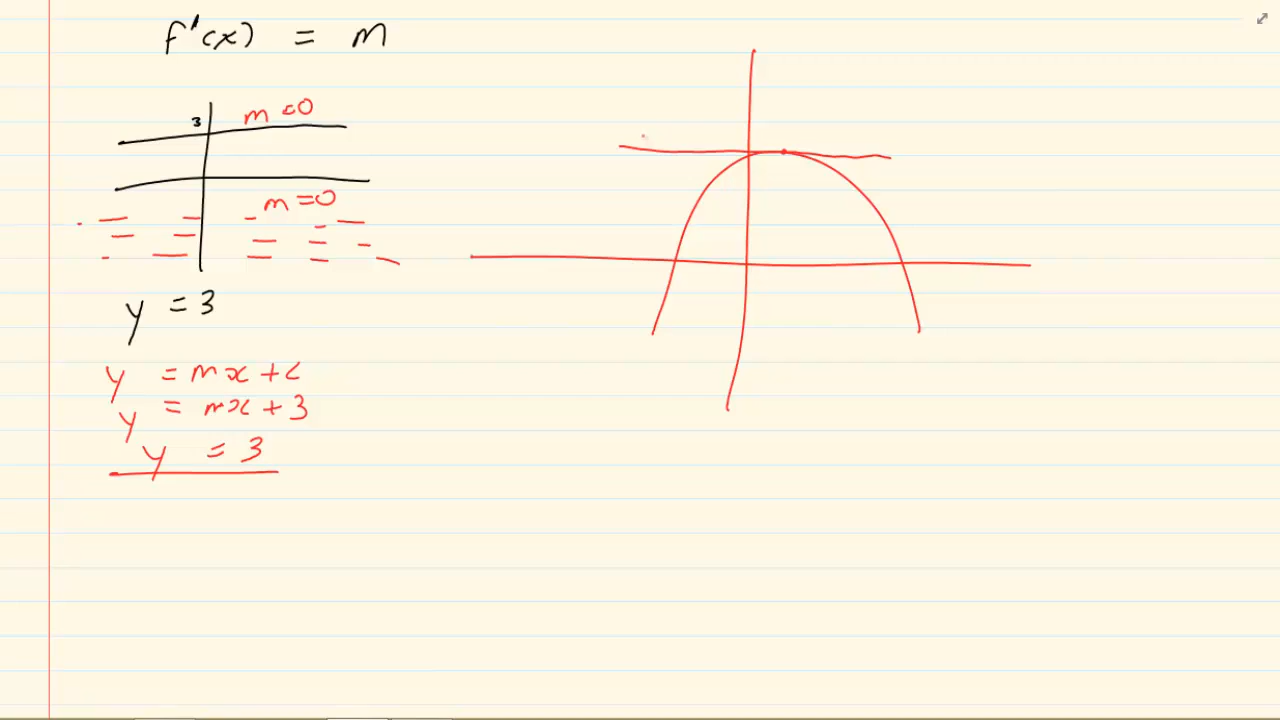 f'(x) = m
3 m=0
m=0
y = 3
y = mx+c
y = mx+3
y = 3